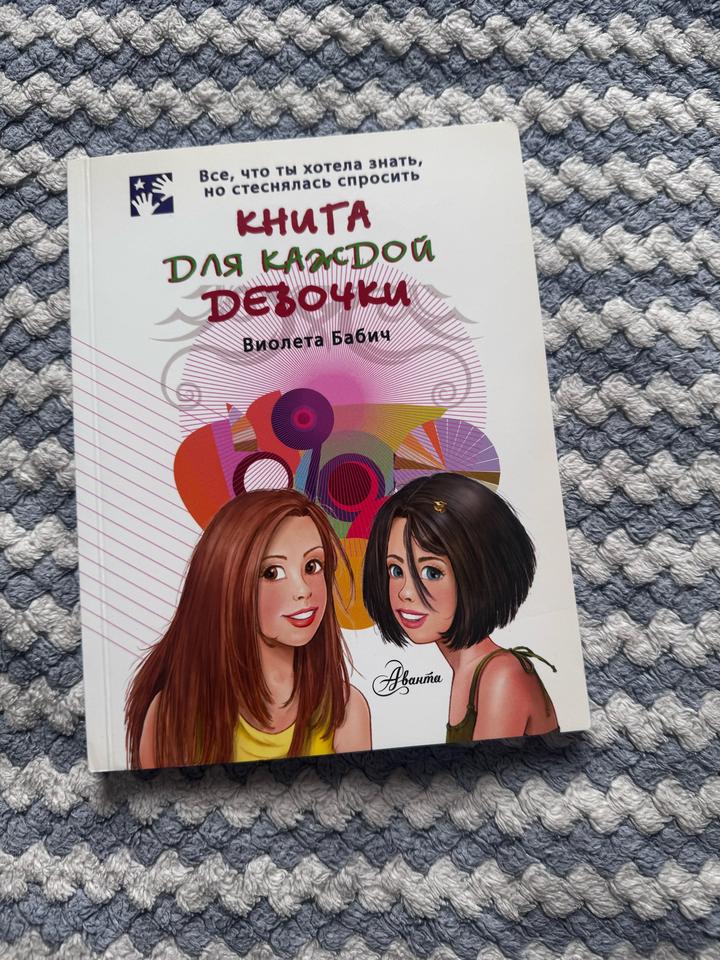 Все, что ты хотела знать,
но стеснялась спросить
КНИГА
ДЛЯ КАЖДОЙ
ДЕВОЧКИ
Виолета Бабич
Аванта